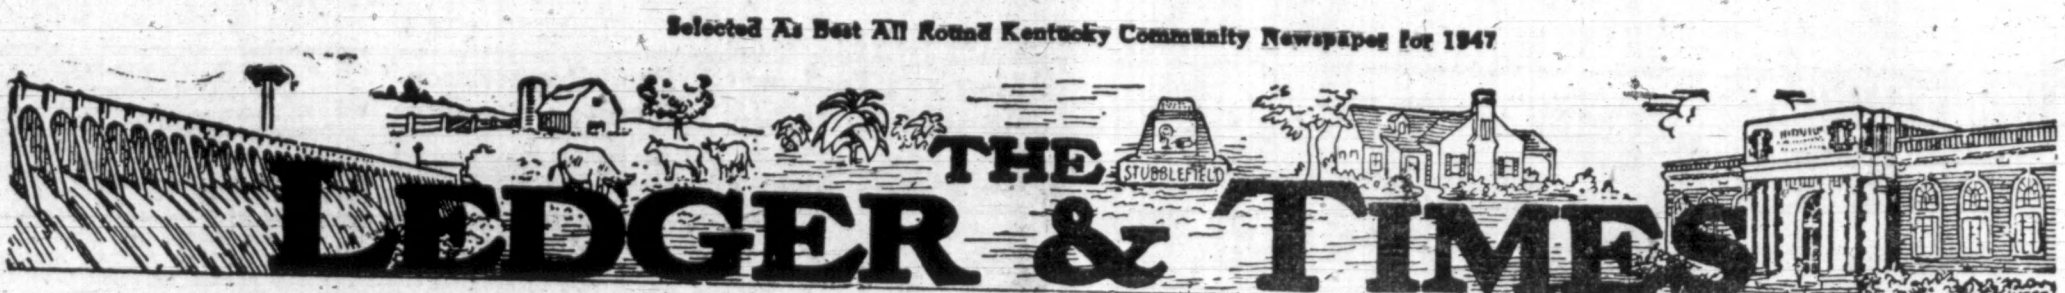 Selected As Best All Round Kentucky Community Newspaper for 1947
THE
STUBBLEFIELD
LEDGER & TIMES